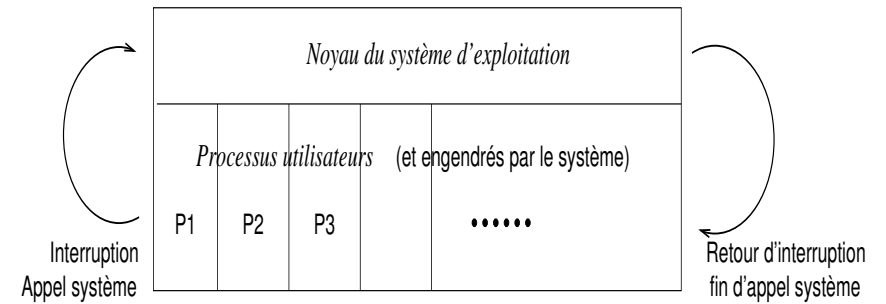 Noyau du système d'exploitation
Processus utilisateurs (et engendrés par le système)
P1 P2 P3 ••••••
Interruption
Appel système
Retour d'interruption
fin d'appel système